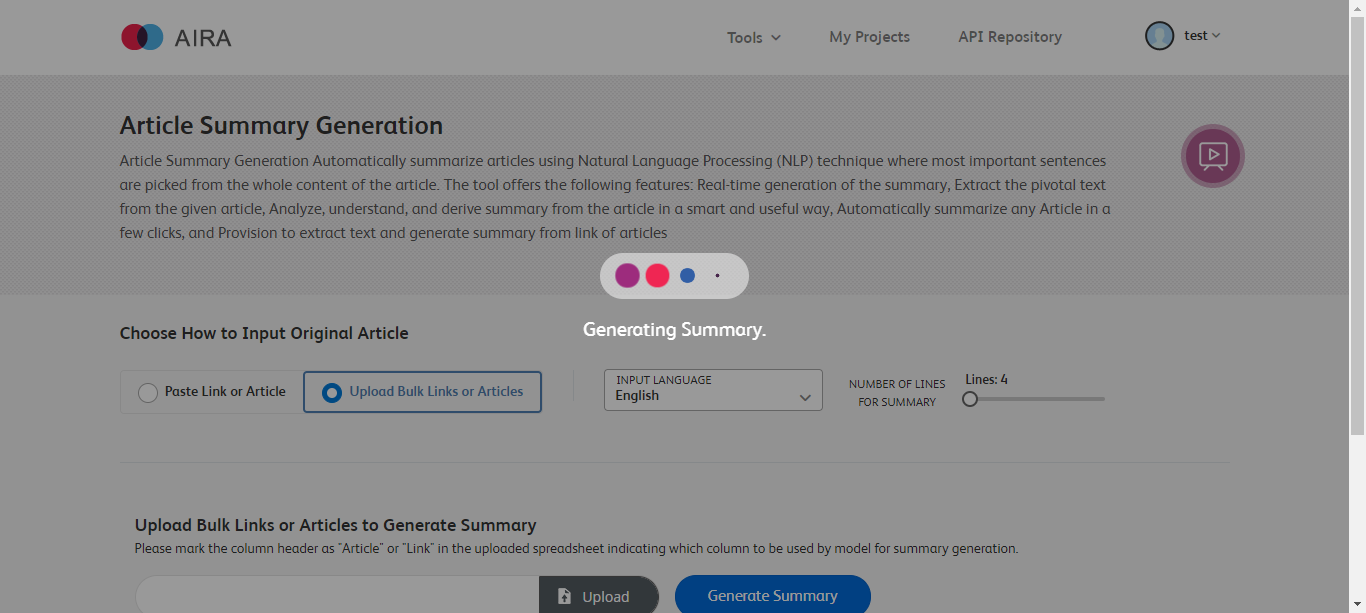 AIRA
Tools
My Projects
API Repository
test
Article Summary Generation
Article Summary Generation Automatically summarize articles using Natural Language Processing (NLP) technique where most important sentences
are picked from the whole content of the article. The tool offers the following features: Real-time generation of the summary, Extract the pivotal text
from the given article, Analyze, understand, and derive summary from the article in a smart and useful way, Automatically summarize any Article in a
few clicks, and Provision to extract text and generate summary from link of articles
Generating Summary.
Choose How to Input Original Article
Paste Link or Article
Upload Bulk Links or Articles
INPUT LANGUAGE
English
NUMBER OF LINES
FOR SUMMARY
Lines: 4
Upload Bulk Links or Articles to Generate Summary
Please mark the column header as "Article" or "Link" in the uploaded spreadsheet indicating which column to be used by model for summary generation.
Upload
Generate Summary